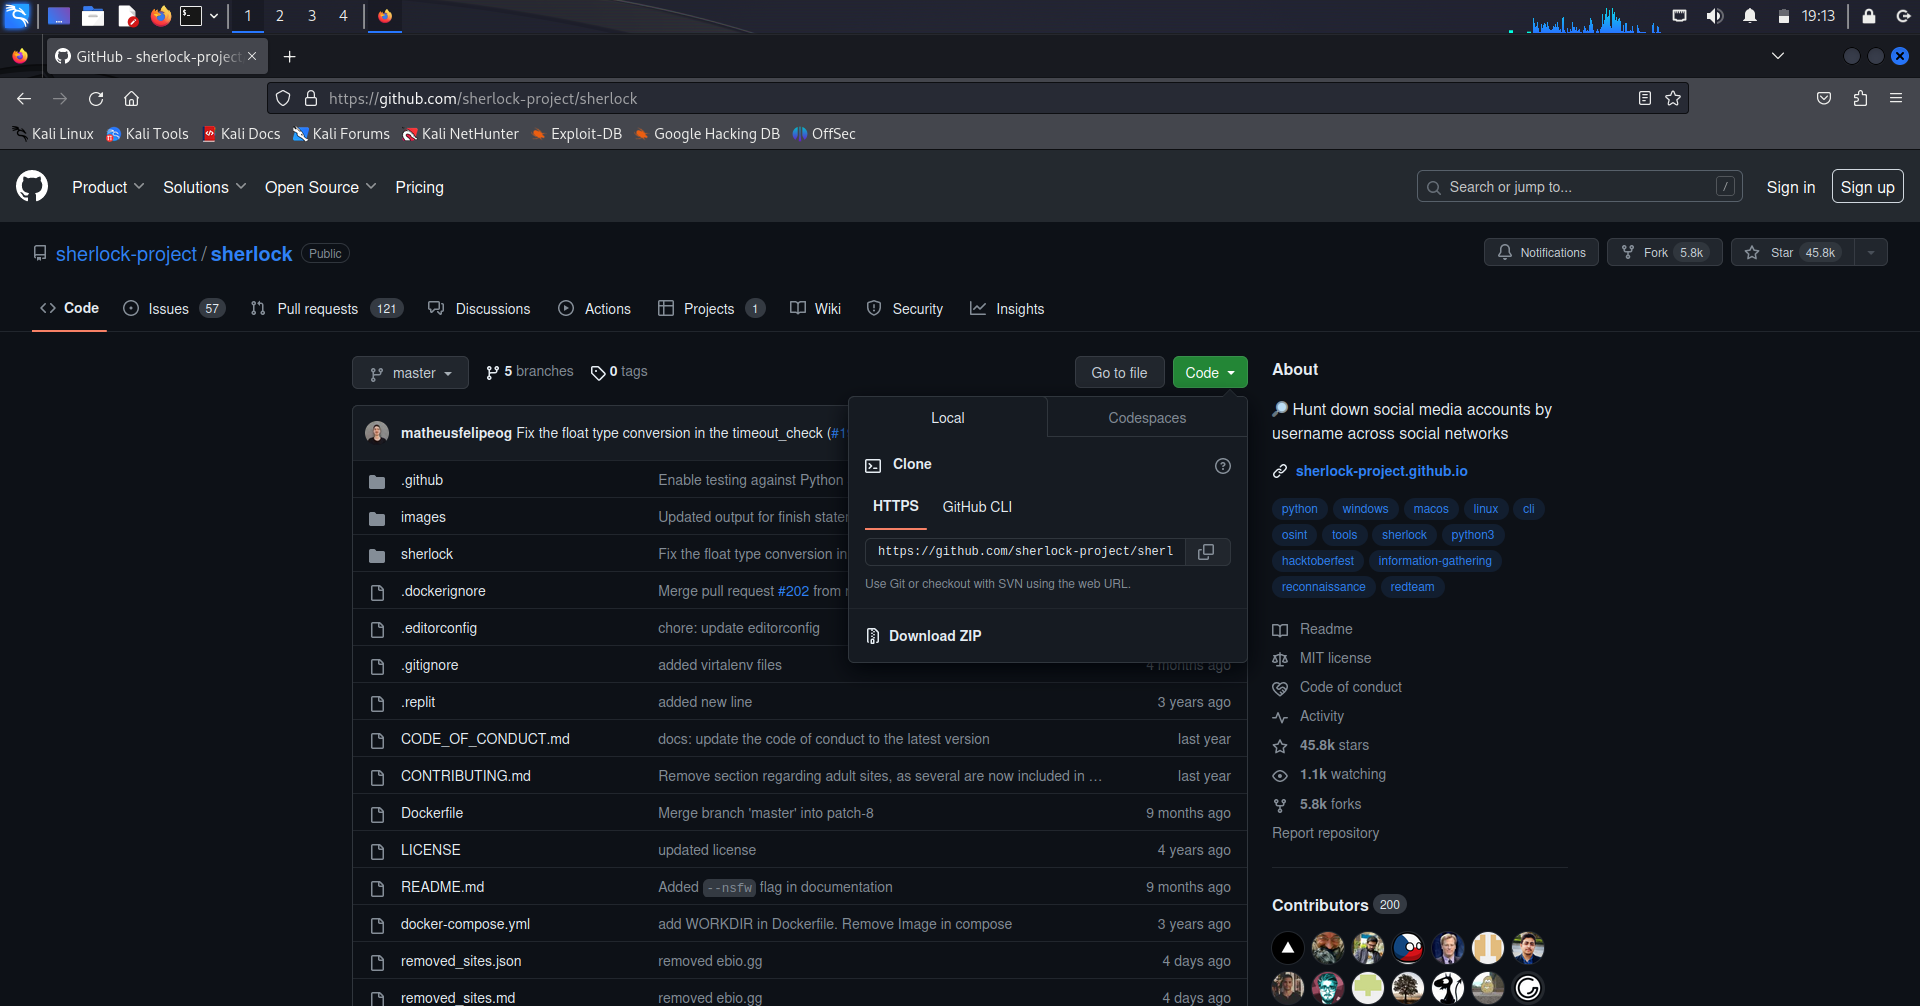 1 2 3 4 19:13
GitHub - sherlock-project
https://github.com/sherlock-project/sherlock
Kali Linux Kali Tools Kali Docs Kali Forums Kali NetHunter Exploit-DB Google Hacking DB OffSec
Product Solutions Open Source Pricing Search or jump to... / Sign in Sign up
sherlock-project / sherlock Public Notifications Fork 5.8k Star 45.8k
Code Issues 57 Pull requests 121 Discussions Actions Projects 1 Wiki Security Insights
master 5 branches 0 tags Go to file Code
Local Codespaces
Clone
HTTPS GitHub CLI
https://github.com/sherlock-project/sherl
Use Git or checkout with SVN using the web URL.
Download ZIP
matheusfelipeog Fix the float type conversion in the timeout_check
.github Enable testing against Python
images Updated output for finish
sherlock Fix the float type conversion in
.dockerignore Merge pull request #202 from
.editorconfig chore: update editorconfig
.gitignore added virtalenv files 4 months ago
.replit added new line 3 years ago
CODE_OF_CONDUCT.md docs: update the code of conduct to the latest version last year
CONTRIBUTING.md Remove section regarding adult sites, as several are now included in … last year
Dockerfile Merge branch 'master' into patch-8 9 months ago
LICENSE updated license 4 years ago
README.md Added --nsfw flag in documentation 9 months ago
docker-compose.yml add WORKDIR in Dockerfile. Remove Image in compose 3 years ago
removed_sites.json removed ebio.gg 4 days ago
removed_sites.md removed ebio.gg 4 days ago
About
Hunt down social media accounts by
username across social networks
sherlock-project.github.io
python windows macos linux cli
osint tools sherlock python3
hacktoberfest information-gathering
reconnaissance redteam
Readme
MIT license
Code of conduct
Activity
45.8k stars
1.1k watching
5.8k forks
Report repository
Contributors 200